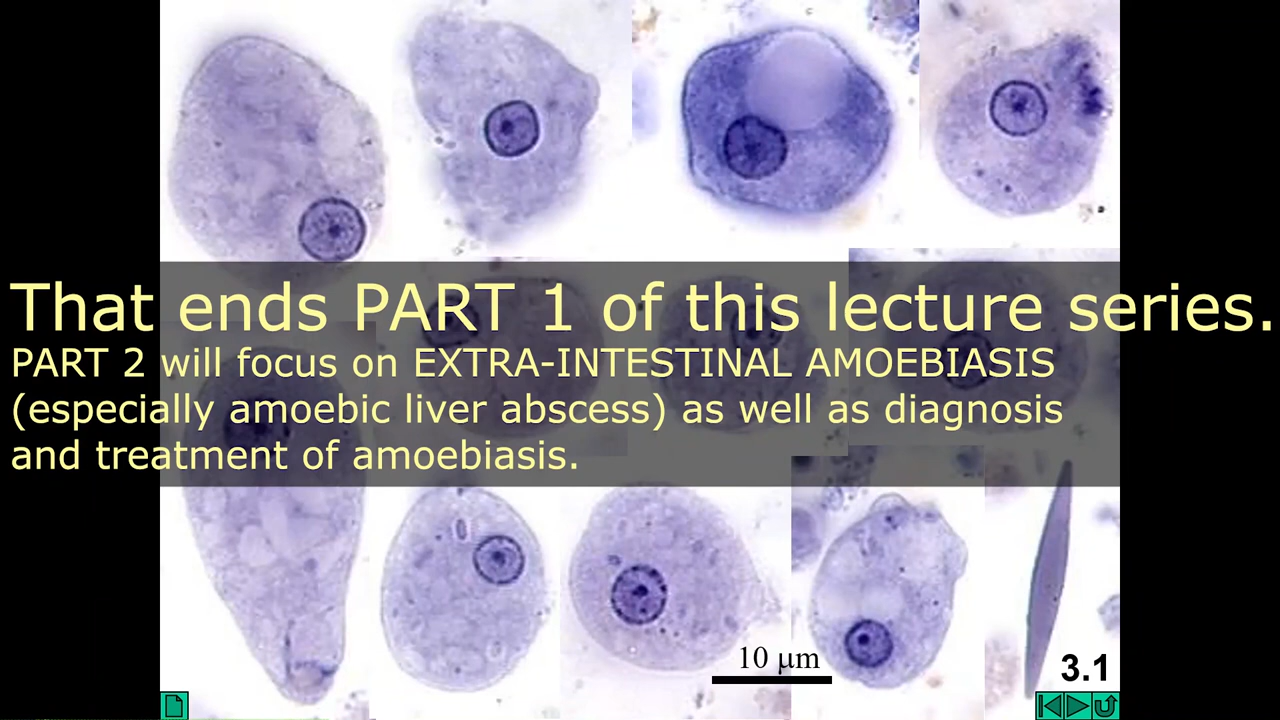 That ends PART 1 of this lecture series.
PART 2 will focus on EXTRA-INTESTINAL AMOEBIASIS
(especially amoebic liver abscess) as well as diagnosis
and treatment of amoebiasis.
10 μm
3.1